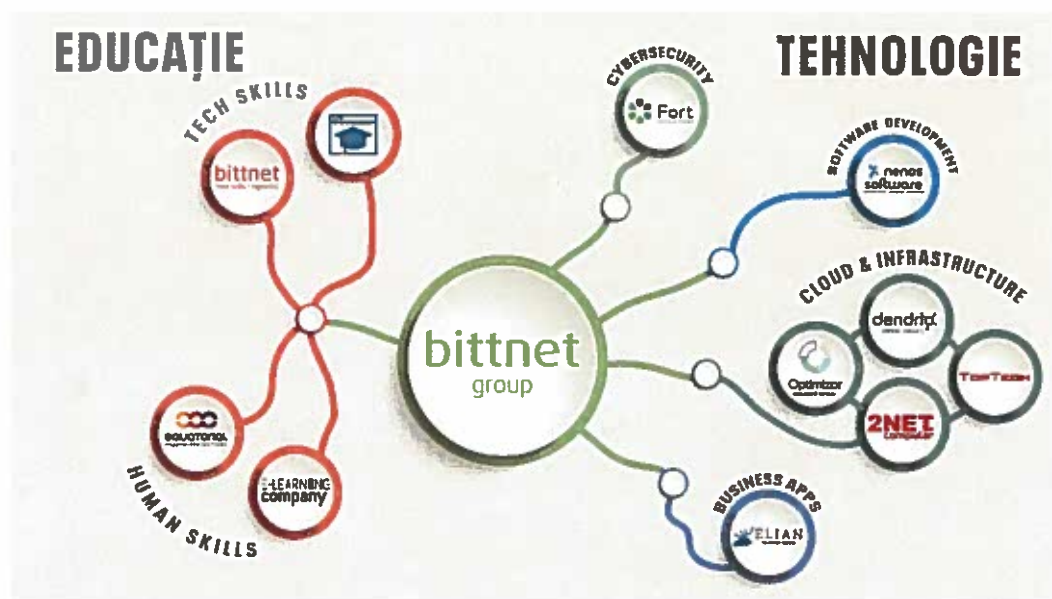 EDUCAȚIE
TECH SKILLS
bittnet
equatorial
E-LEARNING
company
HUMAN SKILLS
bittnet
group
TEHNOLOGIE
CYBERSECURITY
Fort
SOFTWARE DEVELOPMENT
nenos
software
CLOUD & INFRASTRUCTURE
dendrio
Optimizor
TOPTECH
2NET
computer
BUSINESS APPS
ELIAN